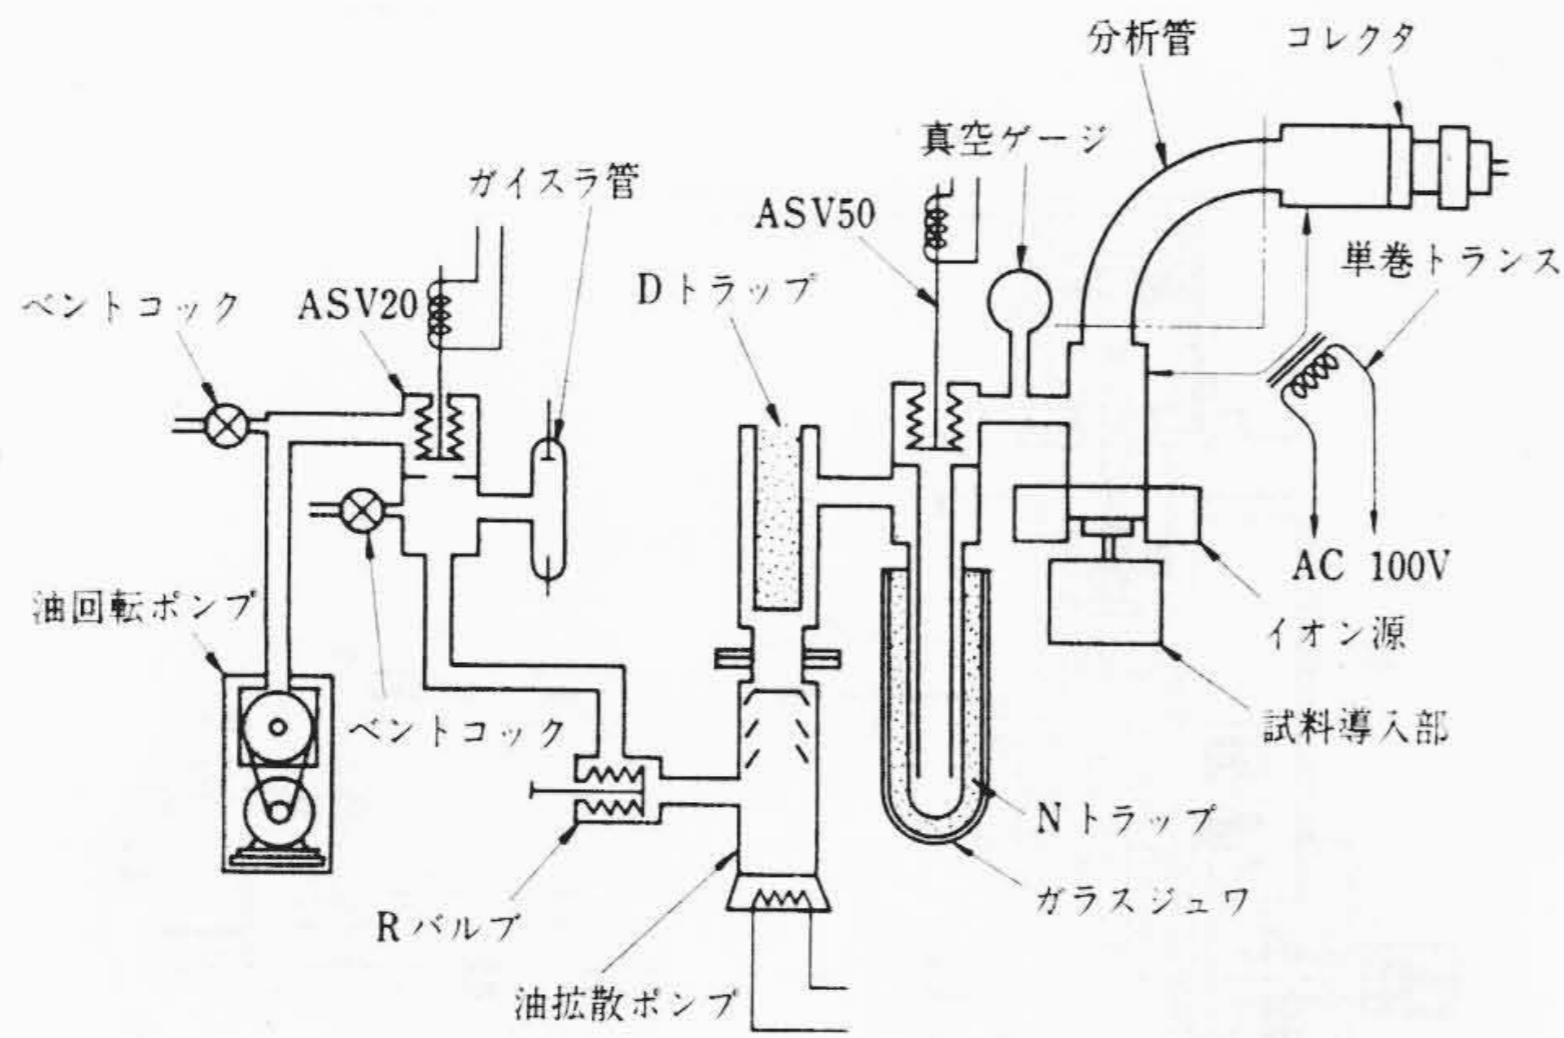 分析管
コレクタ
真空ゲージ
ガイスラ管
ASV50
単巻トランス
Dトラップ
ベントコック
ASV20
AC 100V
油回転ポンプ
イオン源
ベントコック
試料導入部
Nトラップ
ガラスジュワ
Rバルブ
油拡散ポンプ